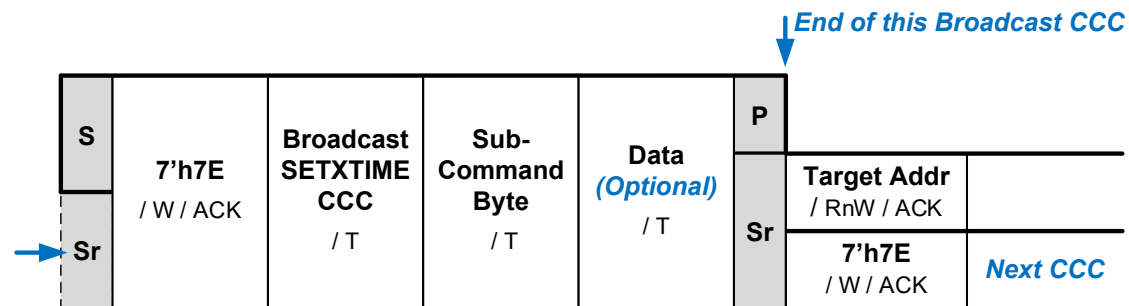 End of this Broadcast CCC
S
Sr
7’h7E
/ W / ACK
Broadcast
SETXTIME
CCC
/ T
Sub-
Command
Byte
/ T
Data
(Optional)
/ T
P
Sr
Target Addr
/ RnW / ACK
7’h7E
/ W / ACK
Next CCC